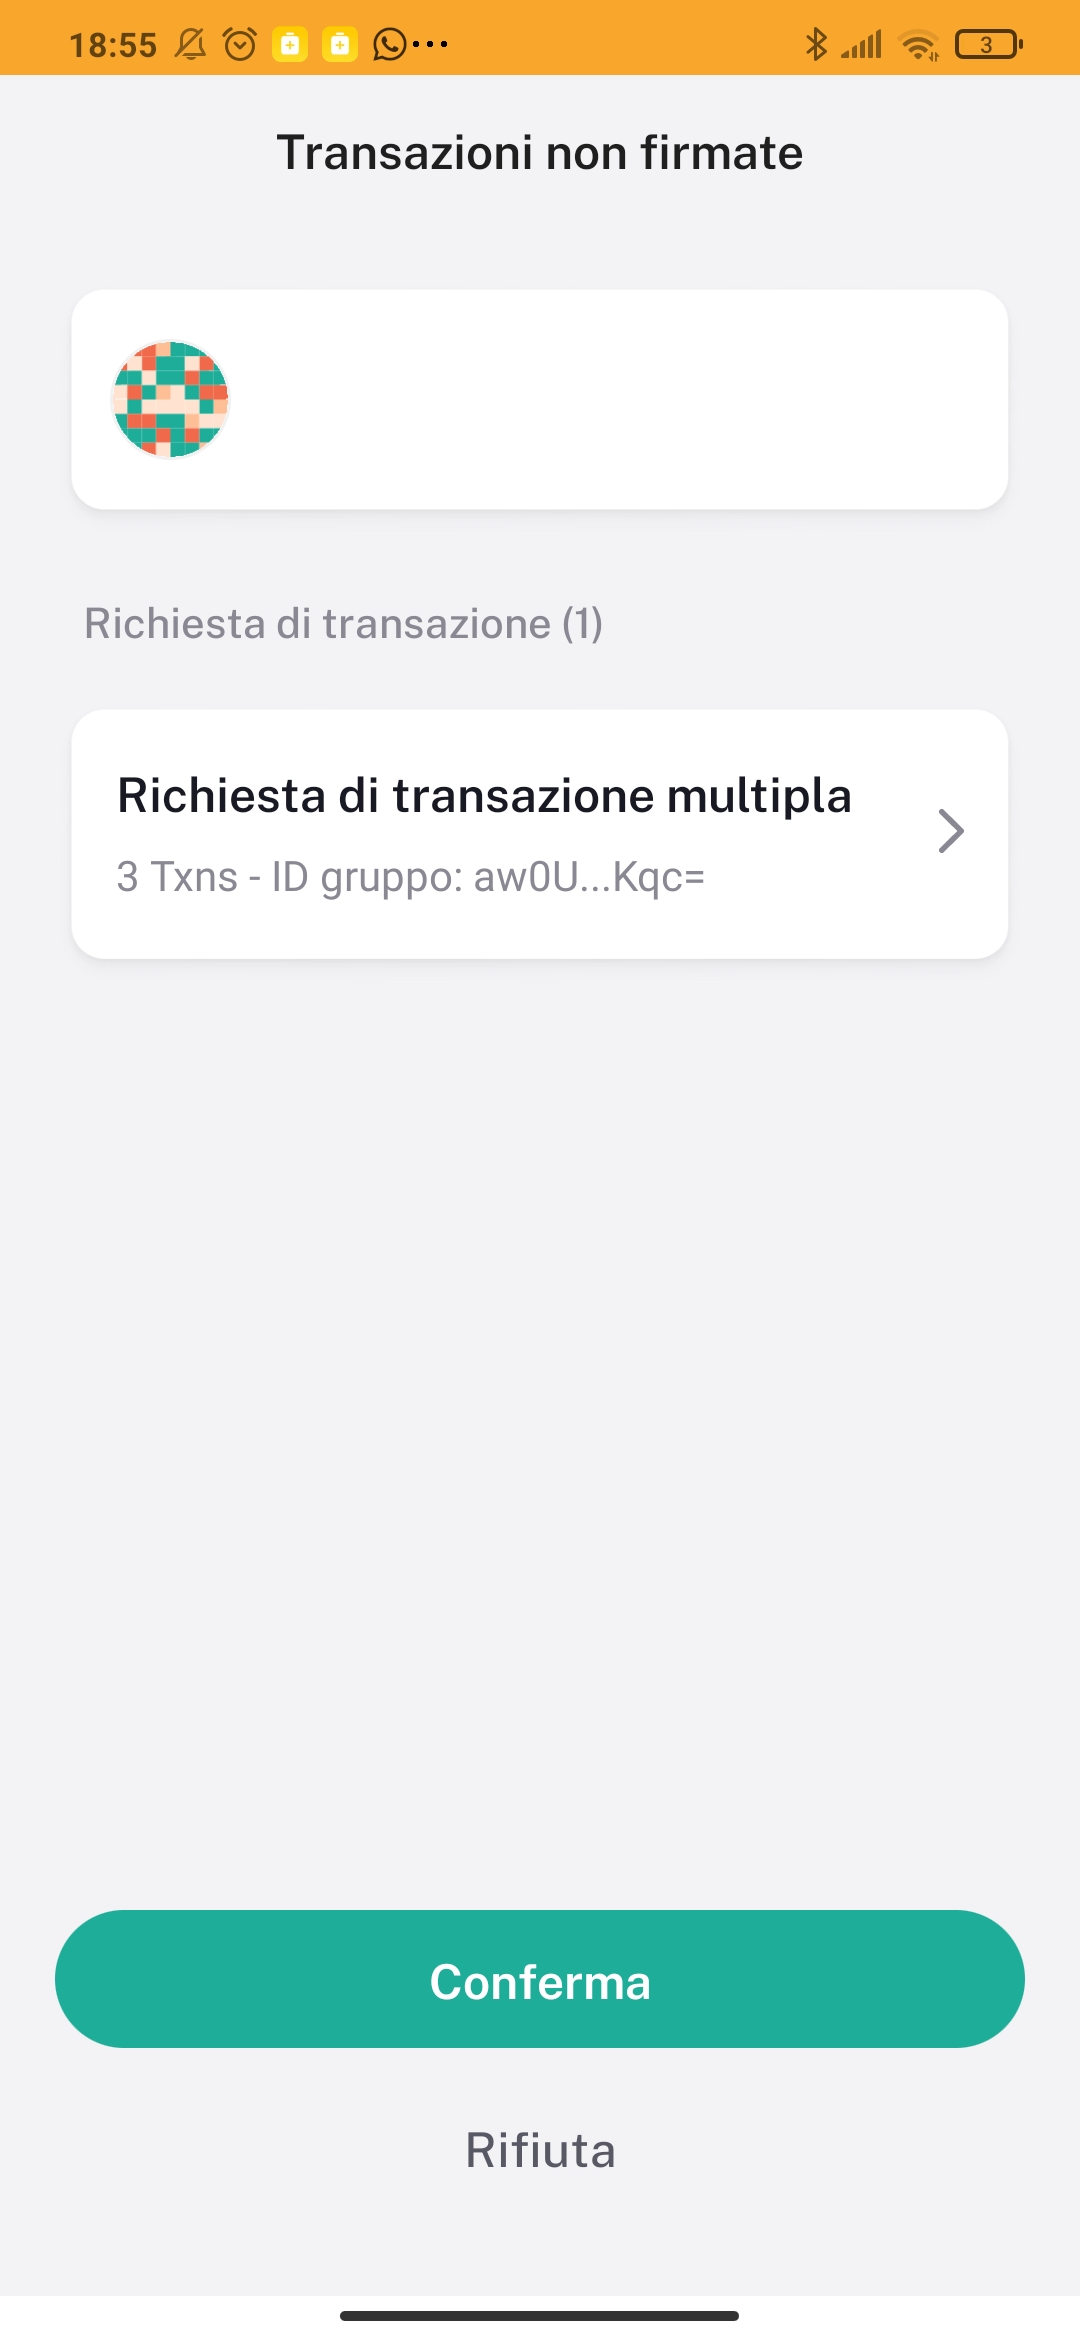 18:55
3
Transazioni non firmate
Richiesta di transazione (1)
Richiesta di transazione multipla
3 Txns - ID gruppo: aw0U...Kqc=
Conferma
Rifiuta